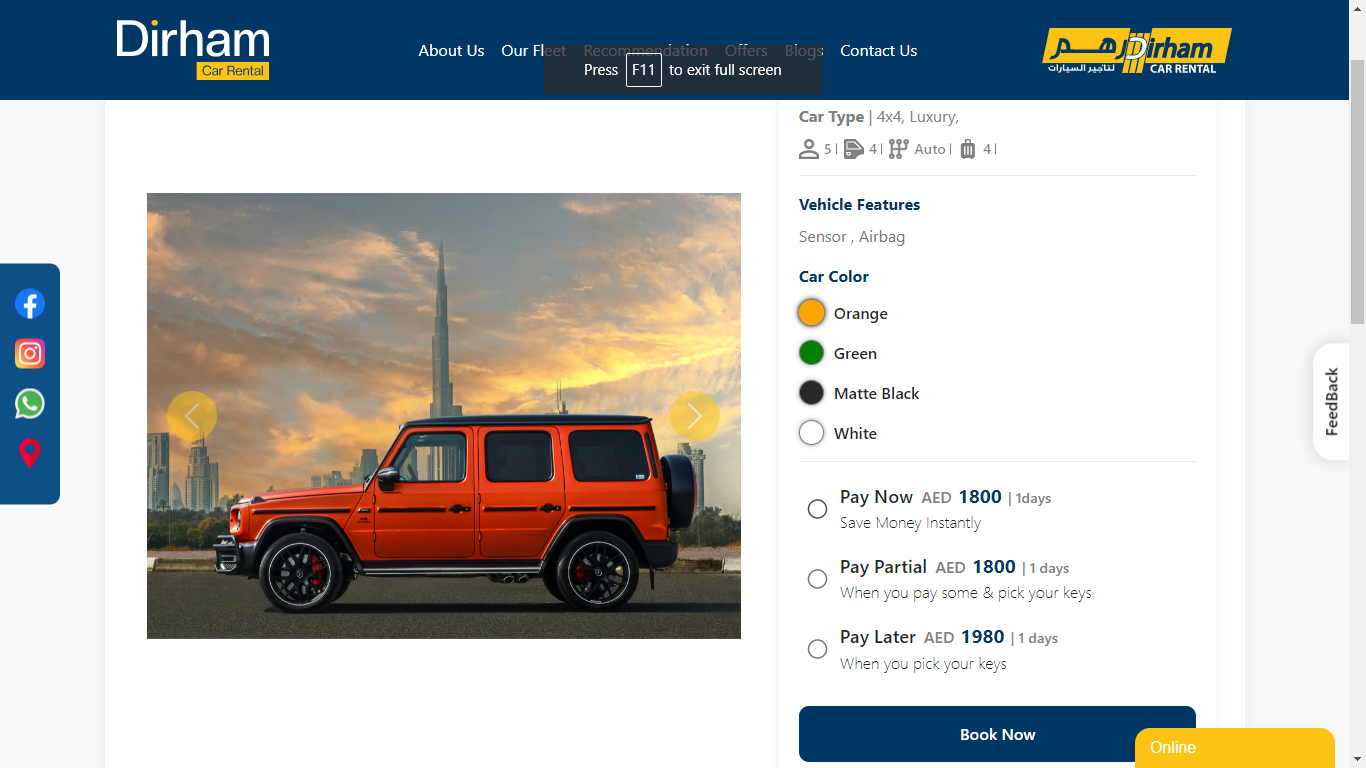 Dirham
Car Rental
About Us Our Fleet Recommendation Offers Blogs Contact Us
Press F11 to exit full screen
درهم Dirham
لتأجير السيارات CAR RENTAL
Car Type | 4x4, Luxury,
5 | 4 | Auto | 4 |
Vehicle Features
Sensor , Airbag
Car Color
Orange
Green
Matte Black
White
Pay Now AED 1800 | 1days
Save Money Instantly
Pay Partial AED 1800 | 1 days
When you pay some & pick your keys
Pay Later AED 1980 | 1 days
When you pick your keys
Book Now
FeedBack
Online